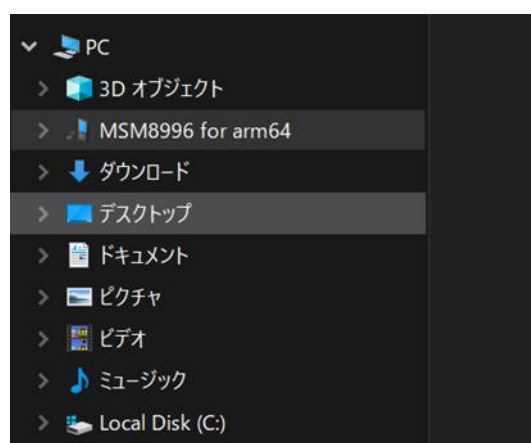 PC
3D オブジェクト
MSM8996 for arm64
ダウンロード
デスクトップ
ドキュメント
ピクチャ
ビデオ
ミュージック
Local Disk (C:)